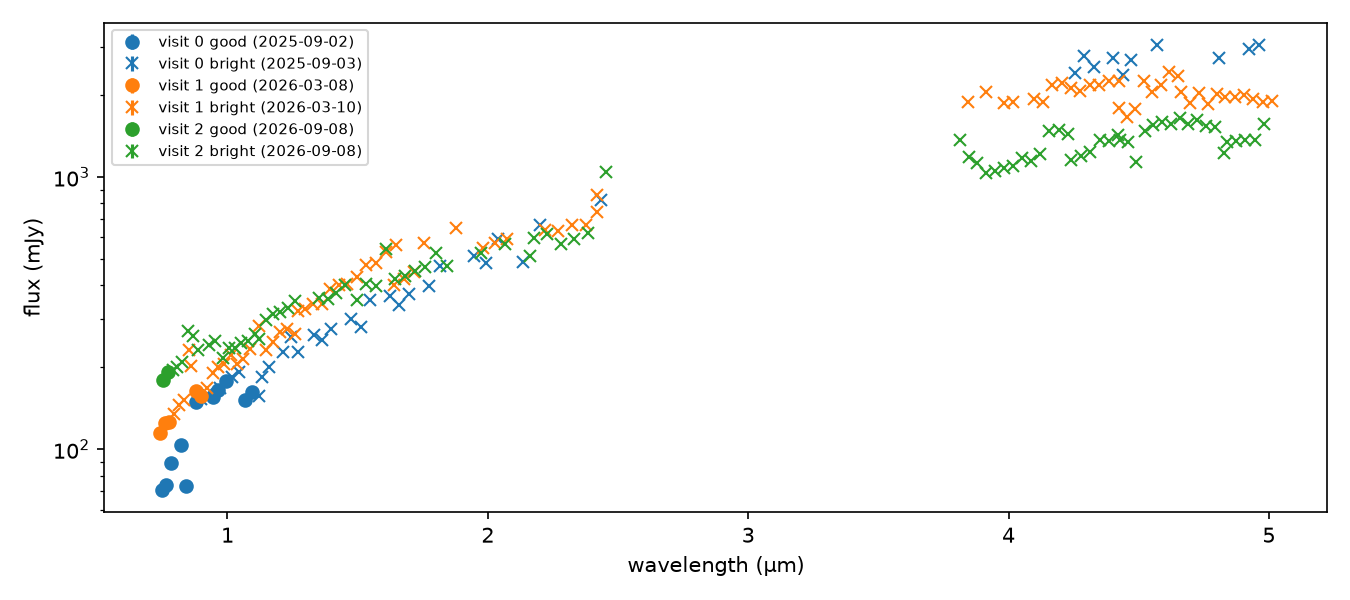 visit 0 good (2025-09-02)
visit 0 bright (2025-09-03)
visit 1 good (2026-03-08)
visit 1 bright (2026-03-10)
visit 2 good (2026-09-08)
visit 2 bright (2026-09-08)
flux (mJy)
10³
10²
1 2 3 4 5
wavelength (μm)